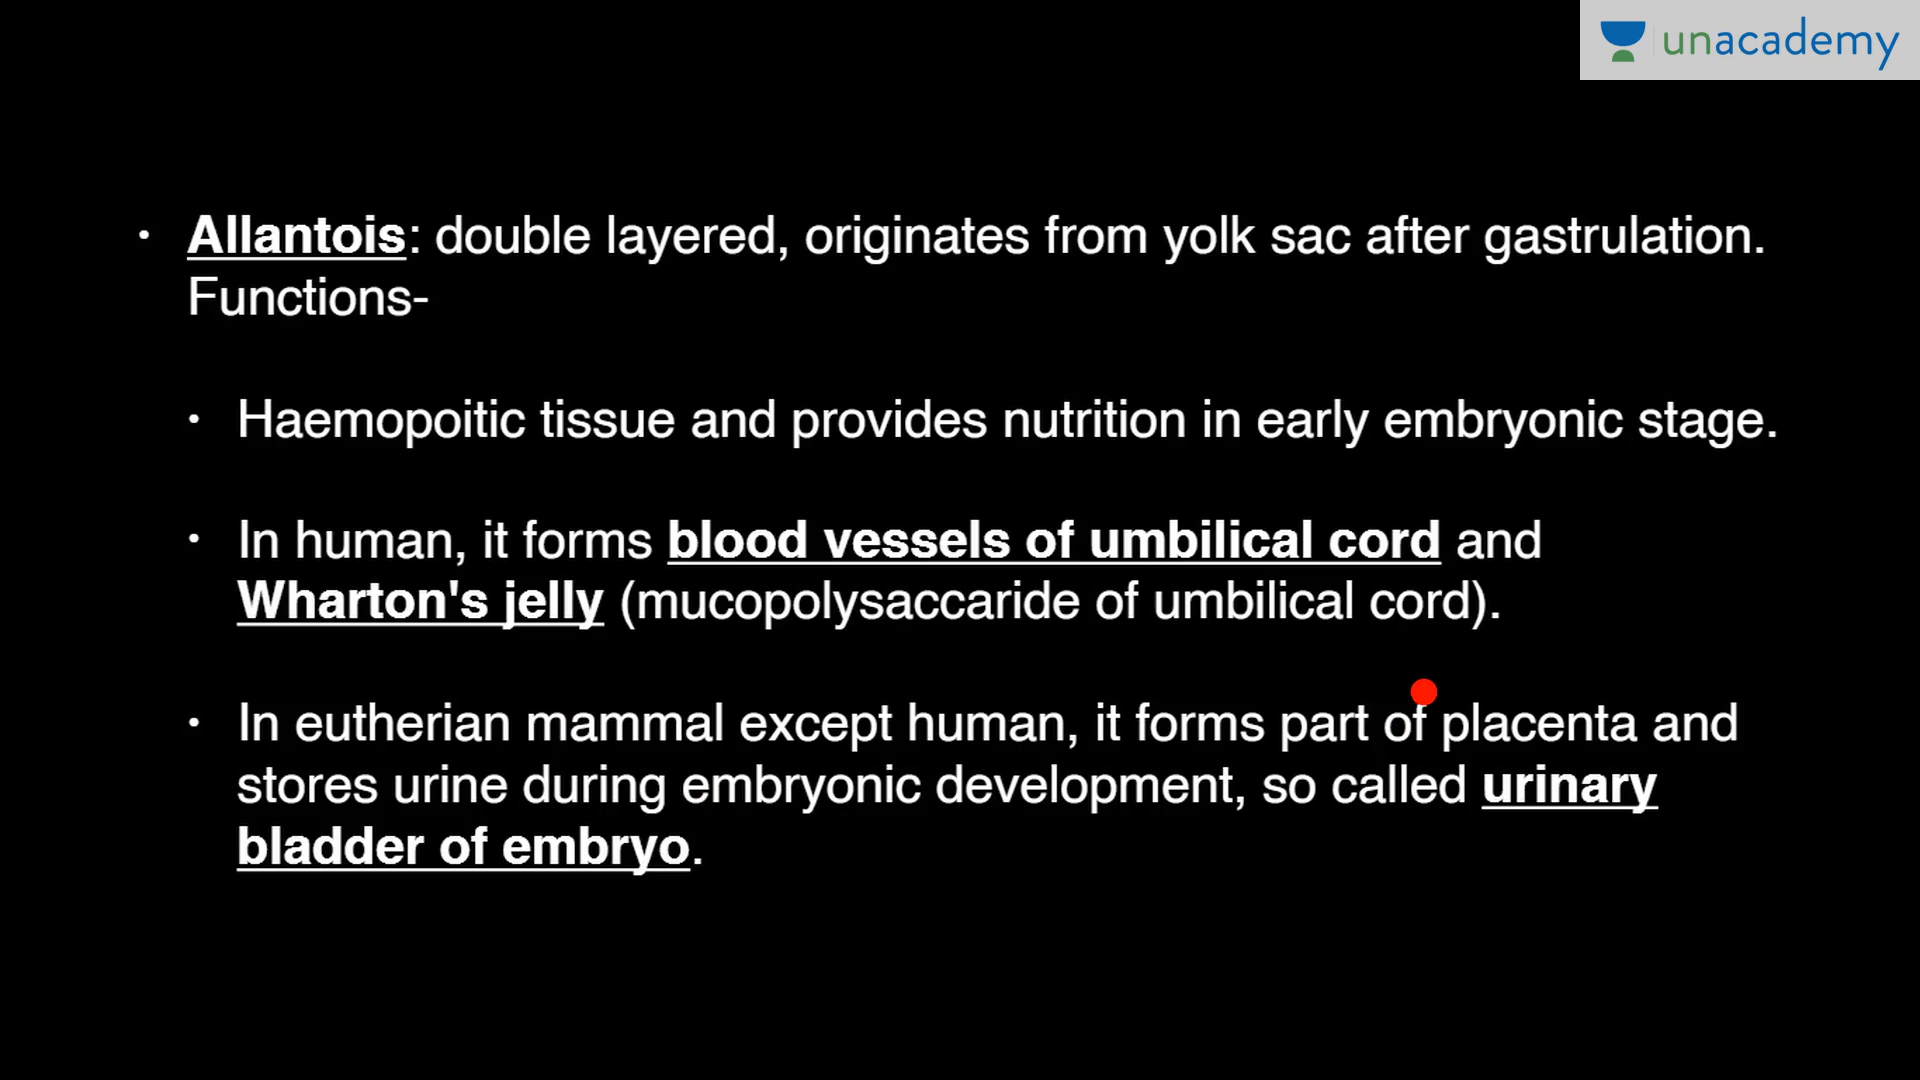 unacademy
• Allantois: double layered, originates from yolk sac after gastrulation.
Functions-
• Haemopoitic tissue and provides nutrition in early embryonic stage.
• In human, it forms blood vessels of umbilical cord and
Wharton's jelly (mucopolysaccaride of umbilical cord).
• In eutherian mammal except human, it forms part of placenta and
stores urine during embryonic development, so called urinary
bladder of embryo.